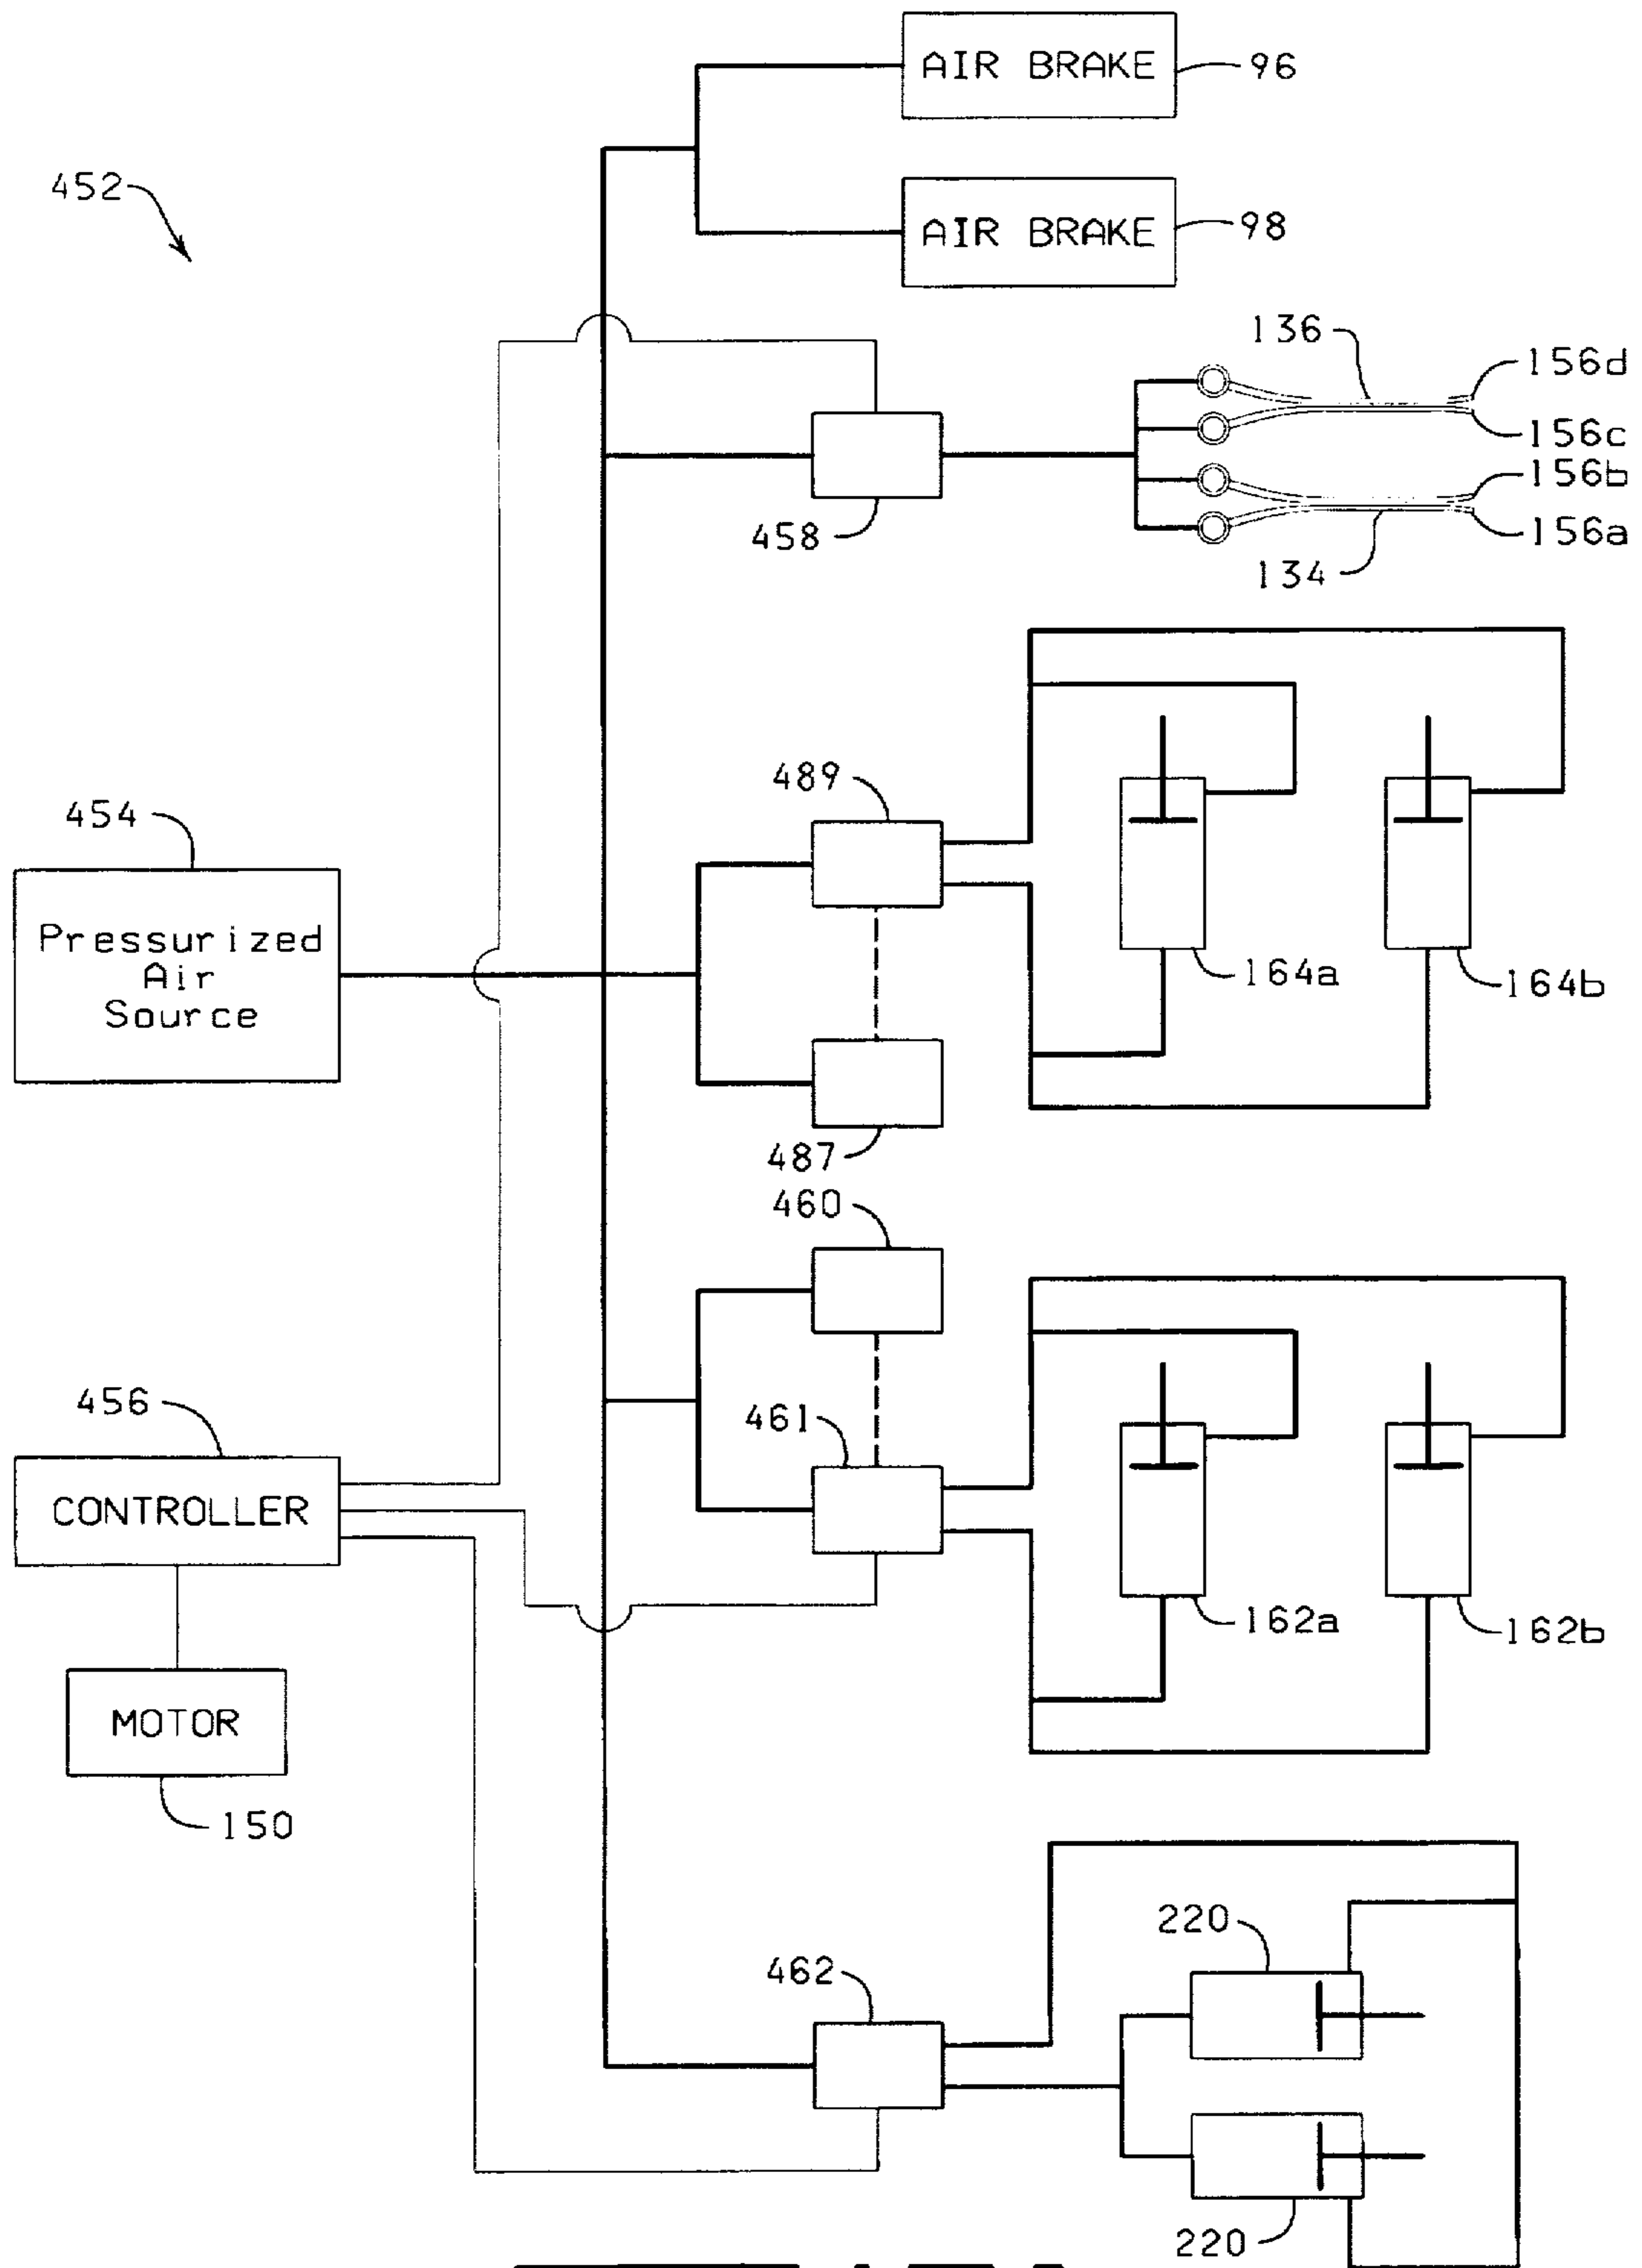 AIR BRAKE
96
452
AIR BRAKE
98
136
156d
156c
156b
156a
458
134
489
454
Pressurized
Air
Source
164a
164b
487
460
456
461
CONTROLLER
162a
162b
MOTOR
150
220
462
220